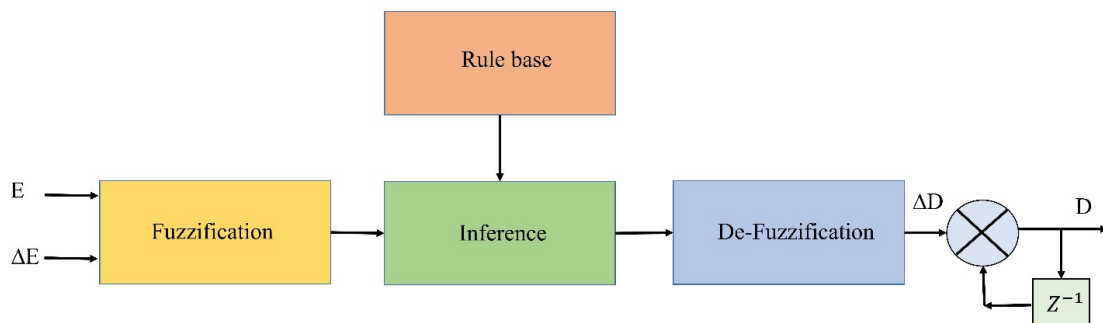 Rule base
E
ΔE
Fuzzification
Inference
De-Fuzzification
ΔD
D
Z⁻¹